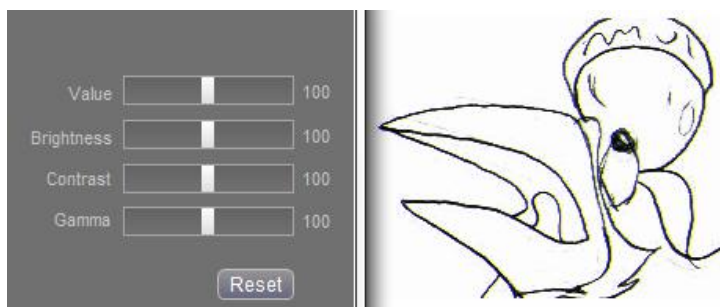 Value 100
Brightness 100
Contrast 100
Gamma 100
Reset